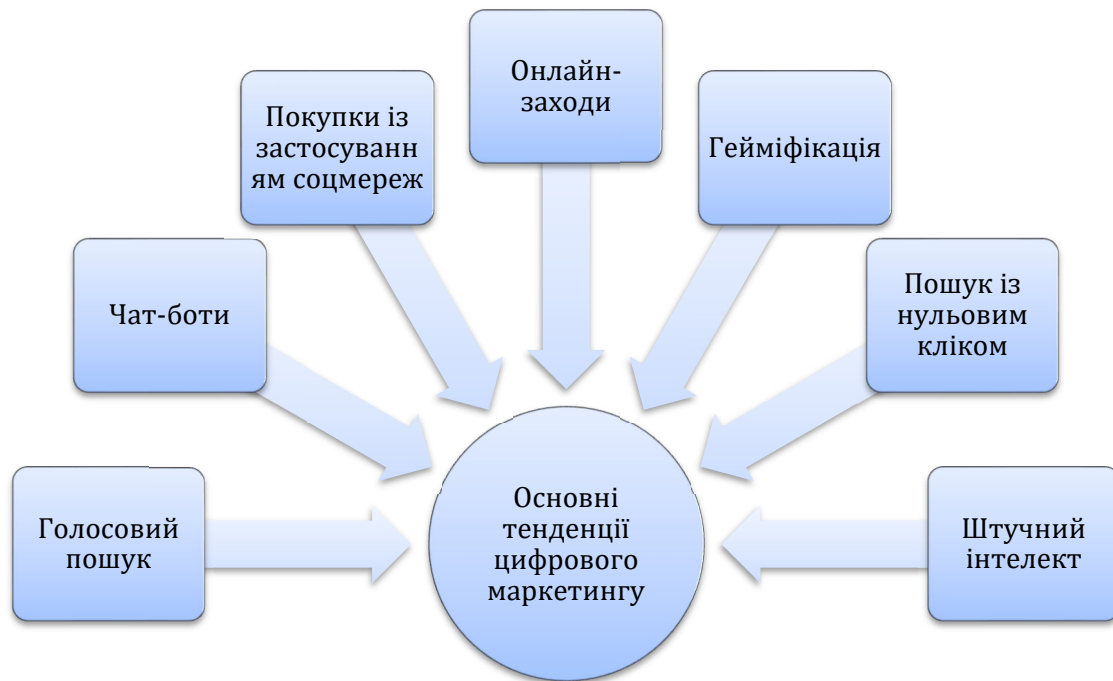 Онлайн-
заходи
Покупки із
застосуванн
ям соцмереж
Гейміфікація
Чат-боти
Пошук із
нульовим
кліком
Голосовий
пошук
Основні
тенденції
цифрового
маркетингу
Штучний
інтелект